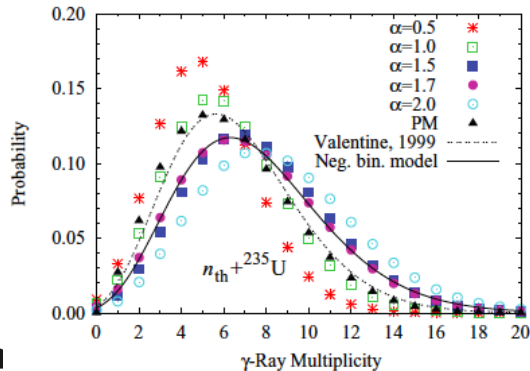 0.20
0.15
0.10
0.05
0.00
Probability
α=0.5
α=1.0
α=1.5
α=1.7
α=2.0
PM
Valentine, 1999
Neg. bin. model
nth+235U
0 2 4 6 8 10 12 14 16 18 20
γ-Ray Multiplicity